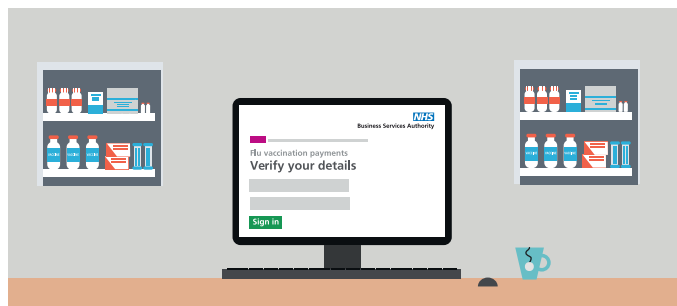 NHS
Business Services Authority
Flu vaccination payments
Verify your details
Sign in